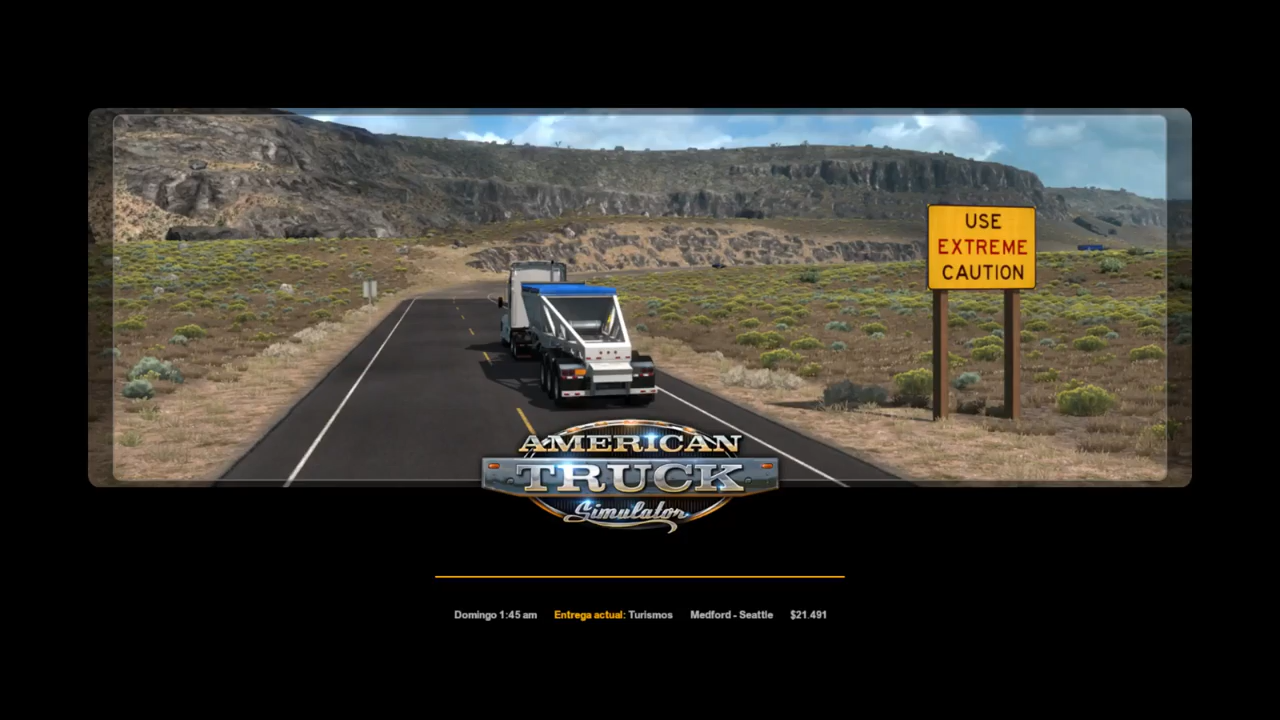 USE
EXTREME
CAUTION
AMERICAN
TRUCK
Simulator
Domingo 1:45 am Entrega actual: Turismos Medford - Seattle $21.491